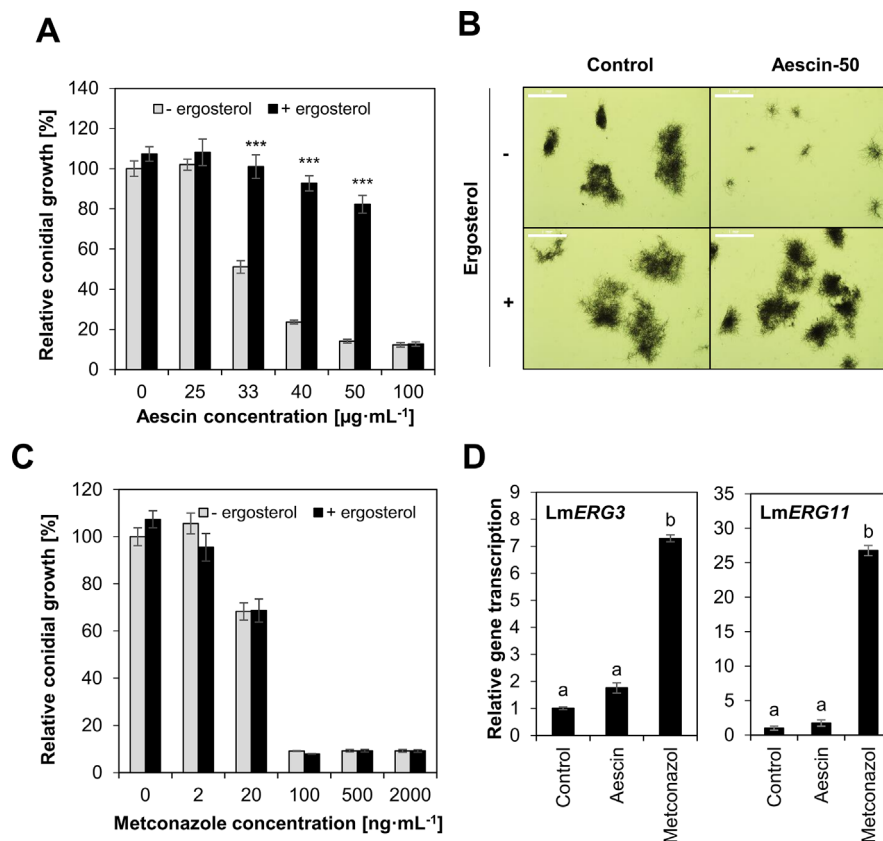 A
140
120
100
80
60
40
20
0
Relative conidial growth [%]
- ergosterol + ergosterol
*** *** ***
0 25 33 40 50 100
Aescin concentration [µg·mL-1]
B
Control Aescin-50
Ergosterol
-
+
C
120
100
80
60
40
20
0
Relative conidial growth [%]
- ergosterol + ergosterol
0 2 20 100 500 2000
Metconazole concentration [ng·mL-1]
D
Relative gene transcription
9
8
7
6
5
4
3
2
1
0
LmERG3
a a b
Control Aescin Metconazol
35
30
25
20
15
10
5
0
LmERG11
a a b
Control Aescin Metconazol